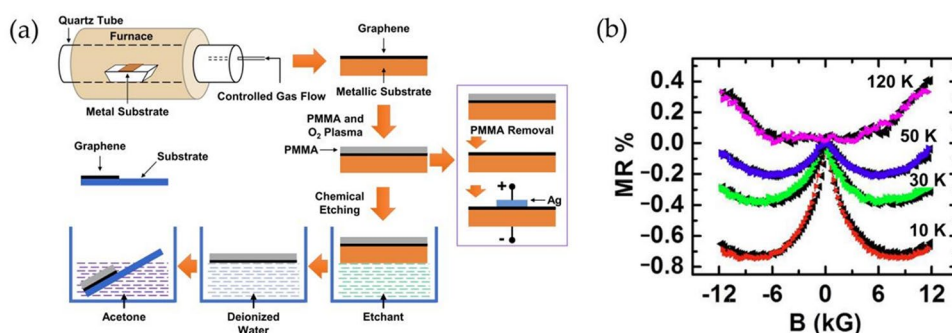 (a)
Quartz Tube
Furnace
Metal Substrate
Controlled Gas Flow
Graphene
Metallic Substrate
PMMA and
O₂ Plasma
PMMA
PMMA Removal
+
Ag
-
Graphene
Substrate
Chemical
Etching
Acetone
Deionized
Water
Etchant
(b)
MR %
0.4
0.2
0.0
-0.2
-0.4
-0.6
-0.8
120 K
50 K
30 K
10 K
-12 -6 0 6 12
B (kG)